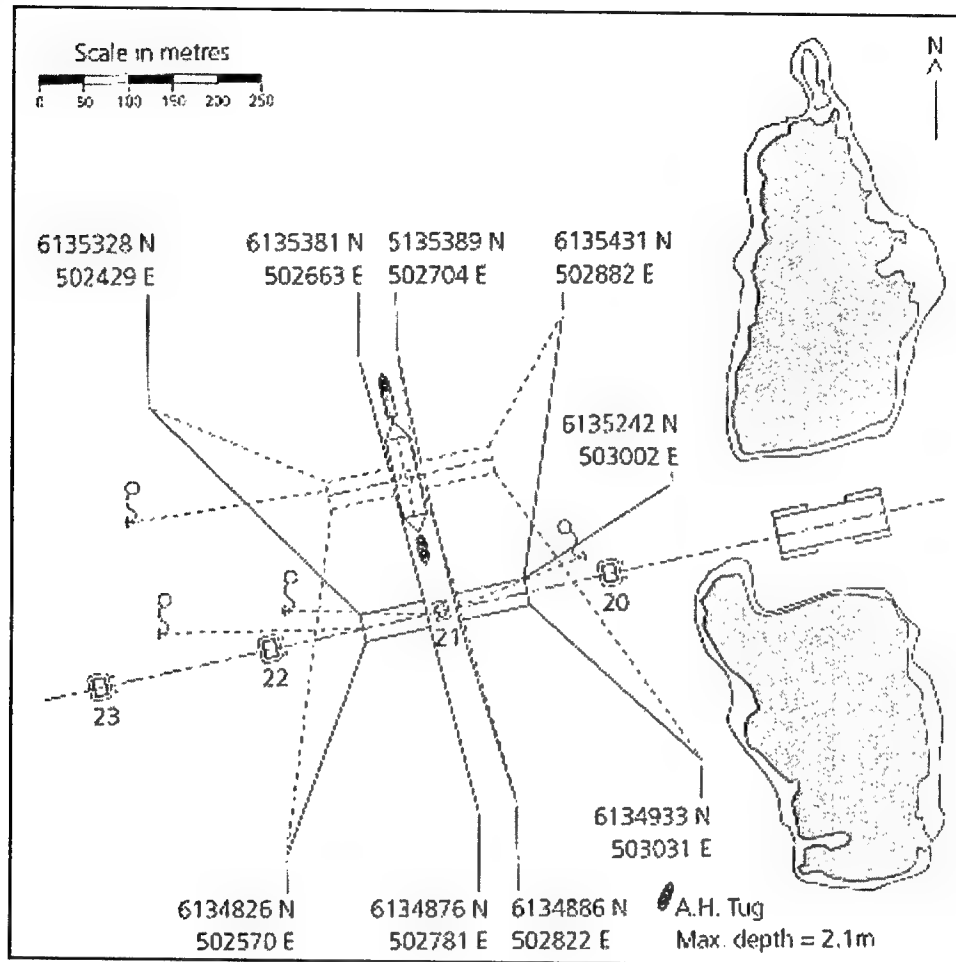 Scale in metres
N
0 50 100 150 200 250
6135328 N
502429 E
6135381 N
502663 E
5135389 N
502704 E
6135431 N
502882 E
6135242 N
503002 E
20
21
22
23
6134933 N
503031 E
6134826 N
502570 E
6134876 N
502781 E
6134886 N
502822 E
A.H. Tug
Max. depth = 2.1m